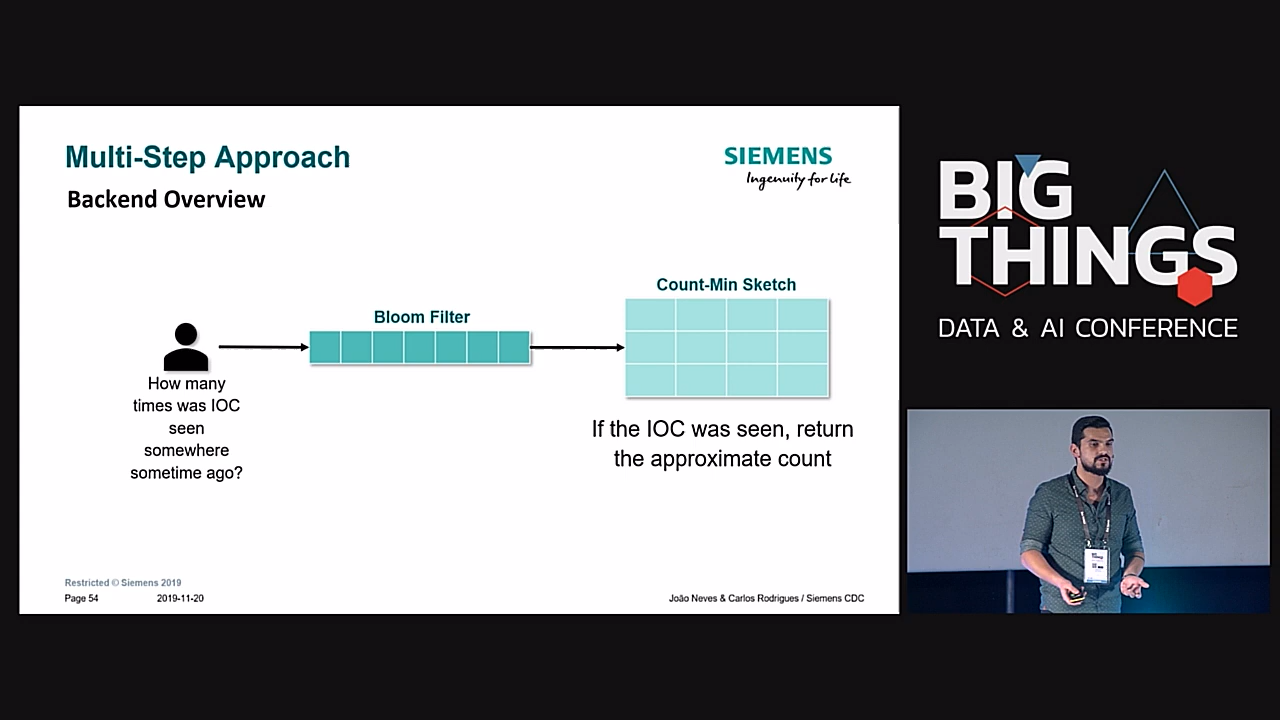 Multi-Step Approach
Backend Overview
SIEMENS
Ingenuity for life
Bloom Filter
Count-Min Sketch
How many
times was IOC
seen
somewhere
sometime ago?
If the IOC was seen, return
the approximate count
Restricted © Siemens 2019
Page 54
2019-11-20
João Neves & Carlos Rodrigues / Siemens CDC
BIG
THINGS
DATA & AI CONFERENCE
BIG
THINGS